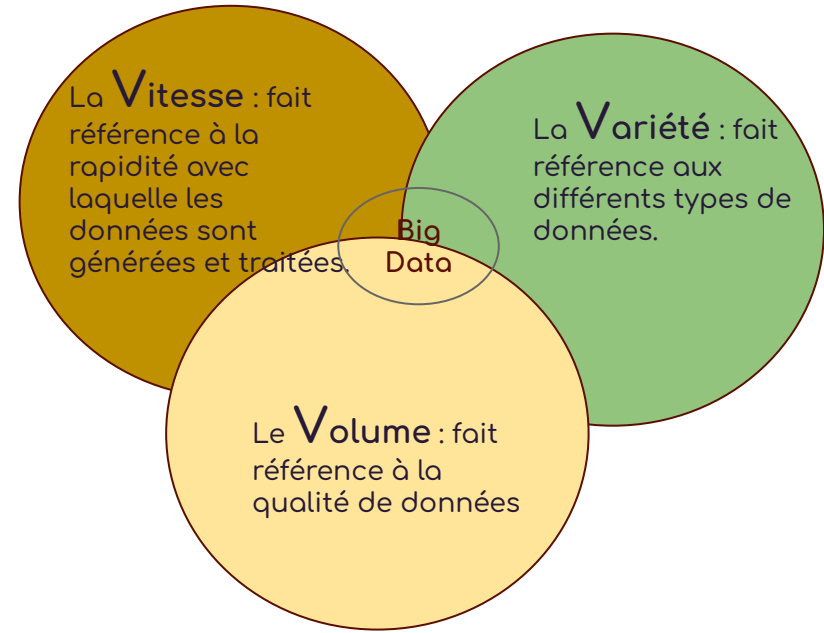 La Vitesse : fait
référence à la
rapidité avec
laquelle les
données sont
générées et traitées.
La Variété : fait
référence aux
différents types de
données.
Big
Data
Le Volume : fait
référence à la
qualité de données